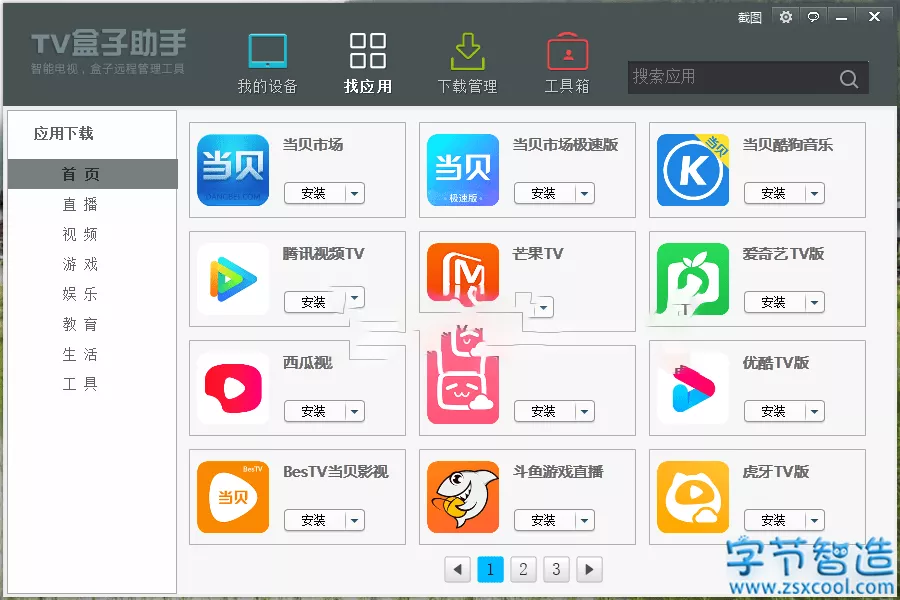 截图
TV盒子助手
智能电视，盒子远程管理工具
我的设备
找应用
下载管理
工具箱
搜索应用
应用下载
首页
直播
视频
游戏
娱乐
教育
生活
工具
当贝
DANGBEI.COM
当贝市场
安装
当贝
·极速版·
当贝市场极速版
安装
K
当贝
当贝酷狗音乐
安装
腾讯视频TV
安装
芒果TV
爱奇艺TV版
安装
西瓜视
安装
安装
优酷TV版
安装
BesTV
当贝
BesTV当贝影视
安装
斗鱼游戏直播
安装
虎牙TV版
安装
1
2
3
字节智造
www.zsxcool.com